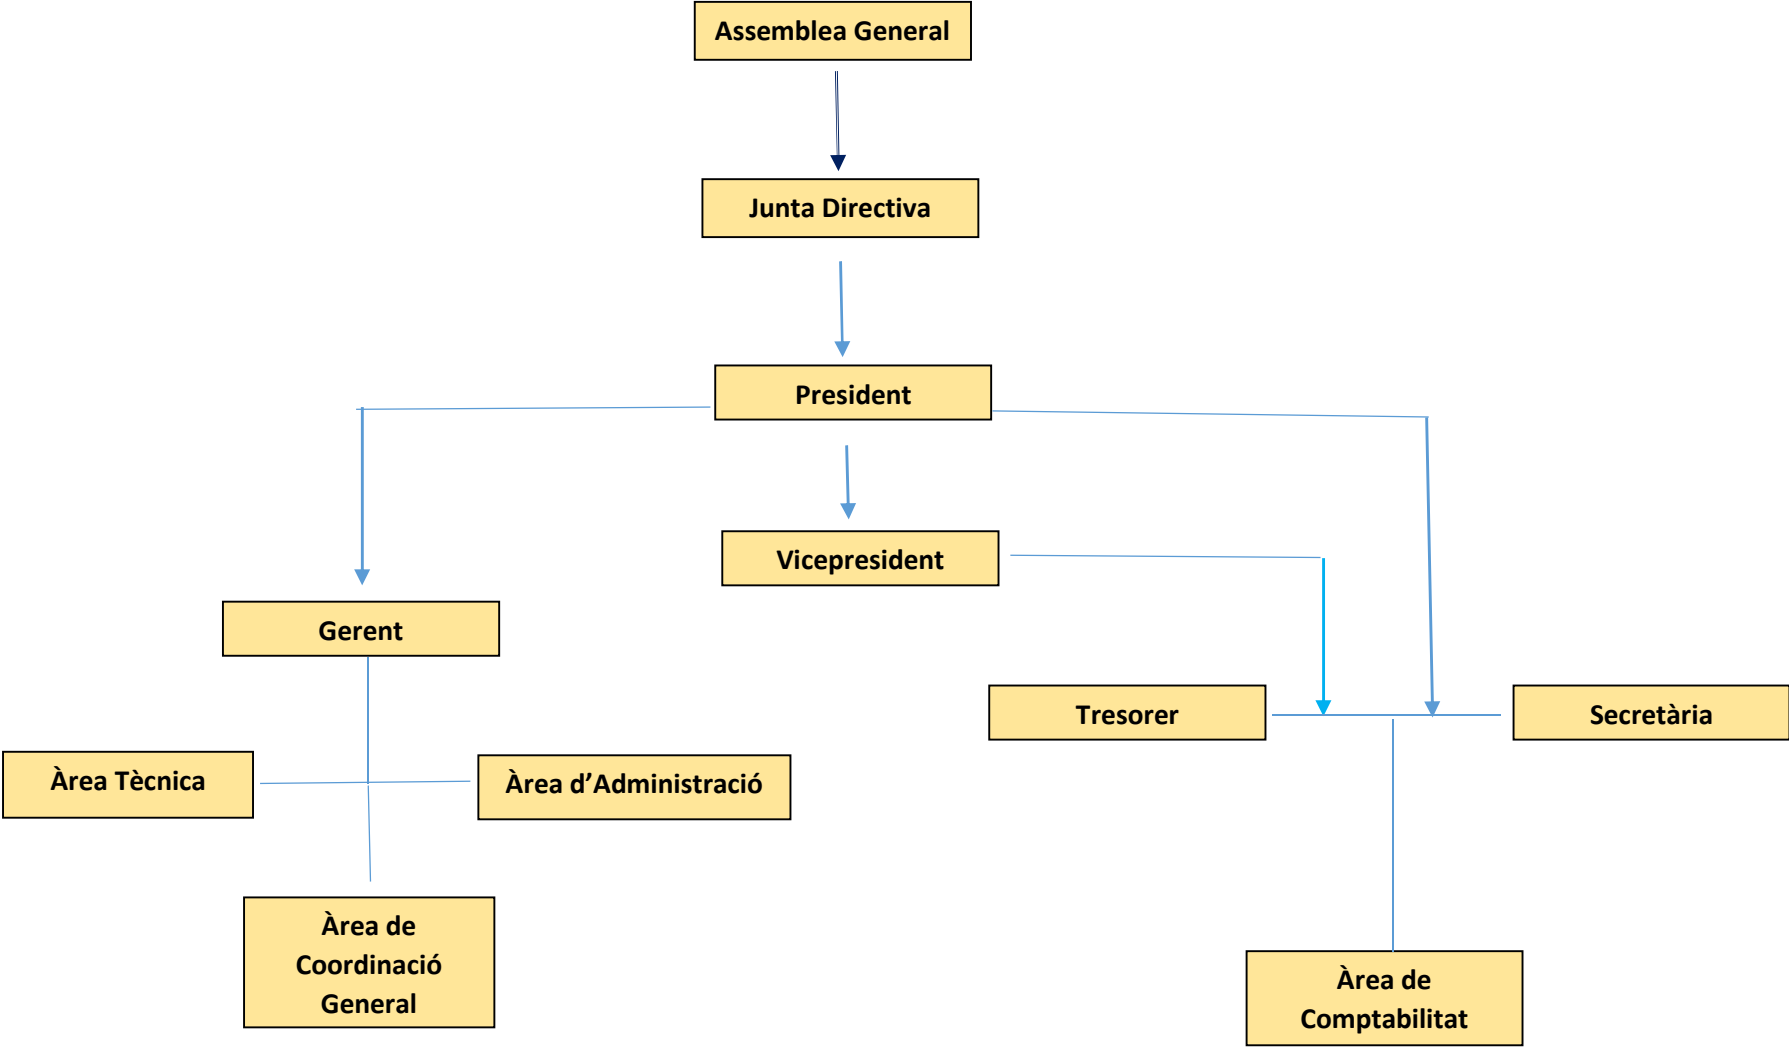 Assemblea General
Junta Directiva
President
Vicepresident
Gerent
Tresorer
Secretària
Àrea Tècnica
Àrea d’Administració
Àrea de
Coordinació
General
Àrea de
Comptabilitat